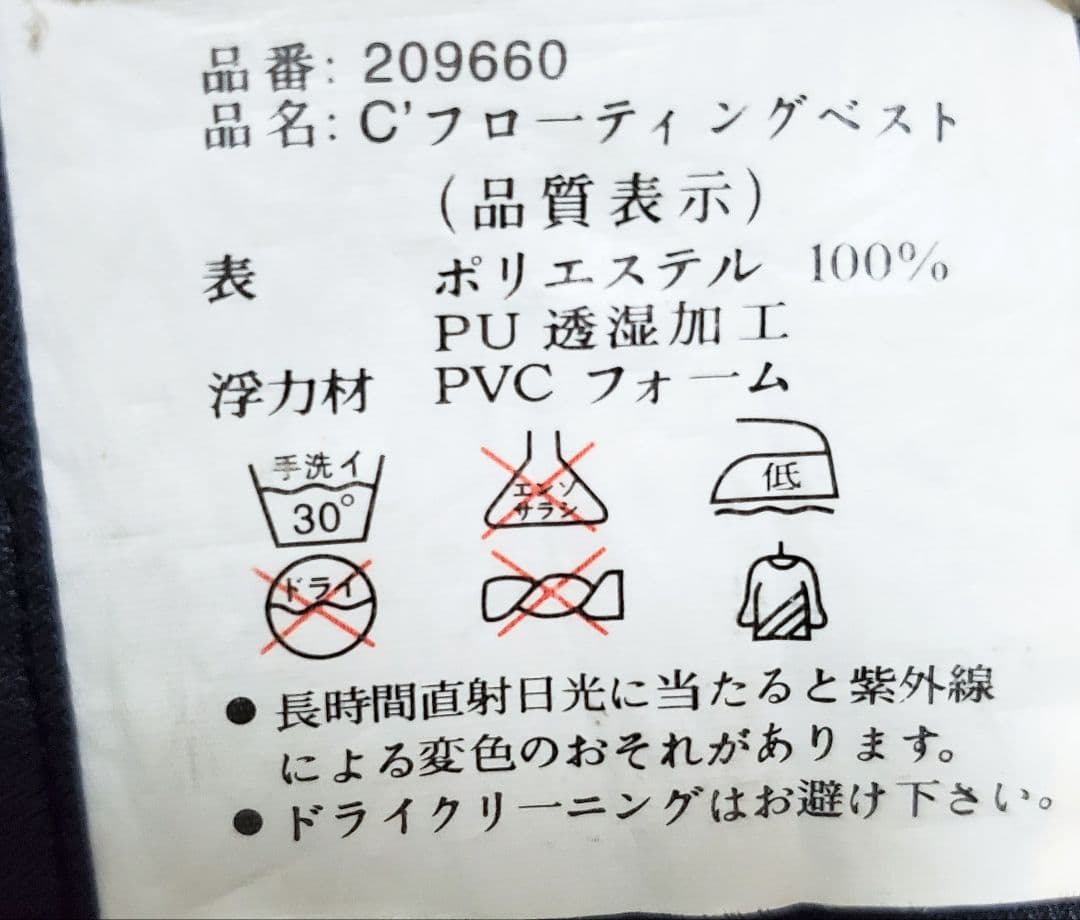 品番: 209660
品名: C'フローティングベスト
(品質表示)
表 ポリエステル 100%
PU 透湿加工
浮力材 PVC フォーム
手洗イ
30°
エンソ
サラシ
低
ドライ
● 長時間直射日光に当たると紫外線
による変色のおそれがあります。
● ドライクリーニングはお避け下さい。